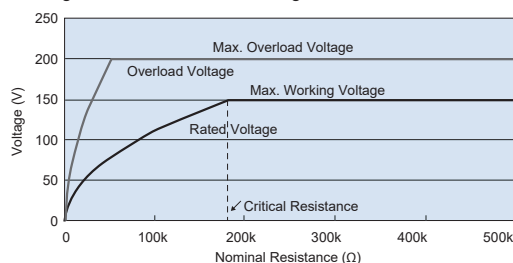 250
200
150
100
50
0
Voltage (V)
Max. Overload Voltage
Overload Voltage
Max. Working Voltage
Rated Voltage
Critical Resistance
0 100k 200k 300k 400k 500k
Nominal Resistance (Ω)